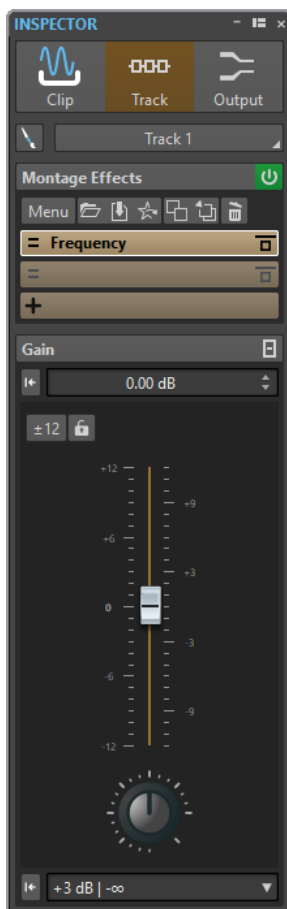 INSPECTOR
Clip Track Output
Track 1
Montage Effects
Menu
Frequency
Gain
0.00 dB
±12
+12
+9
+6
+3
0
-3
-6
-9
-12
+3 dB | -∞